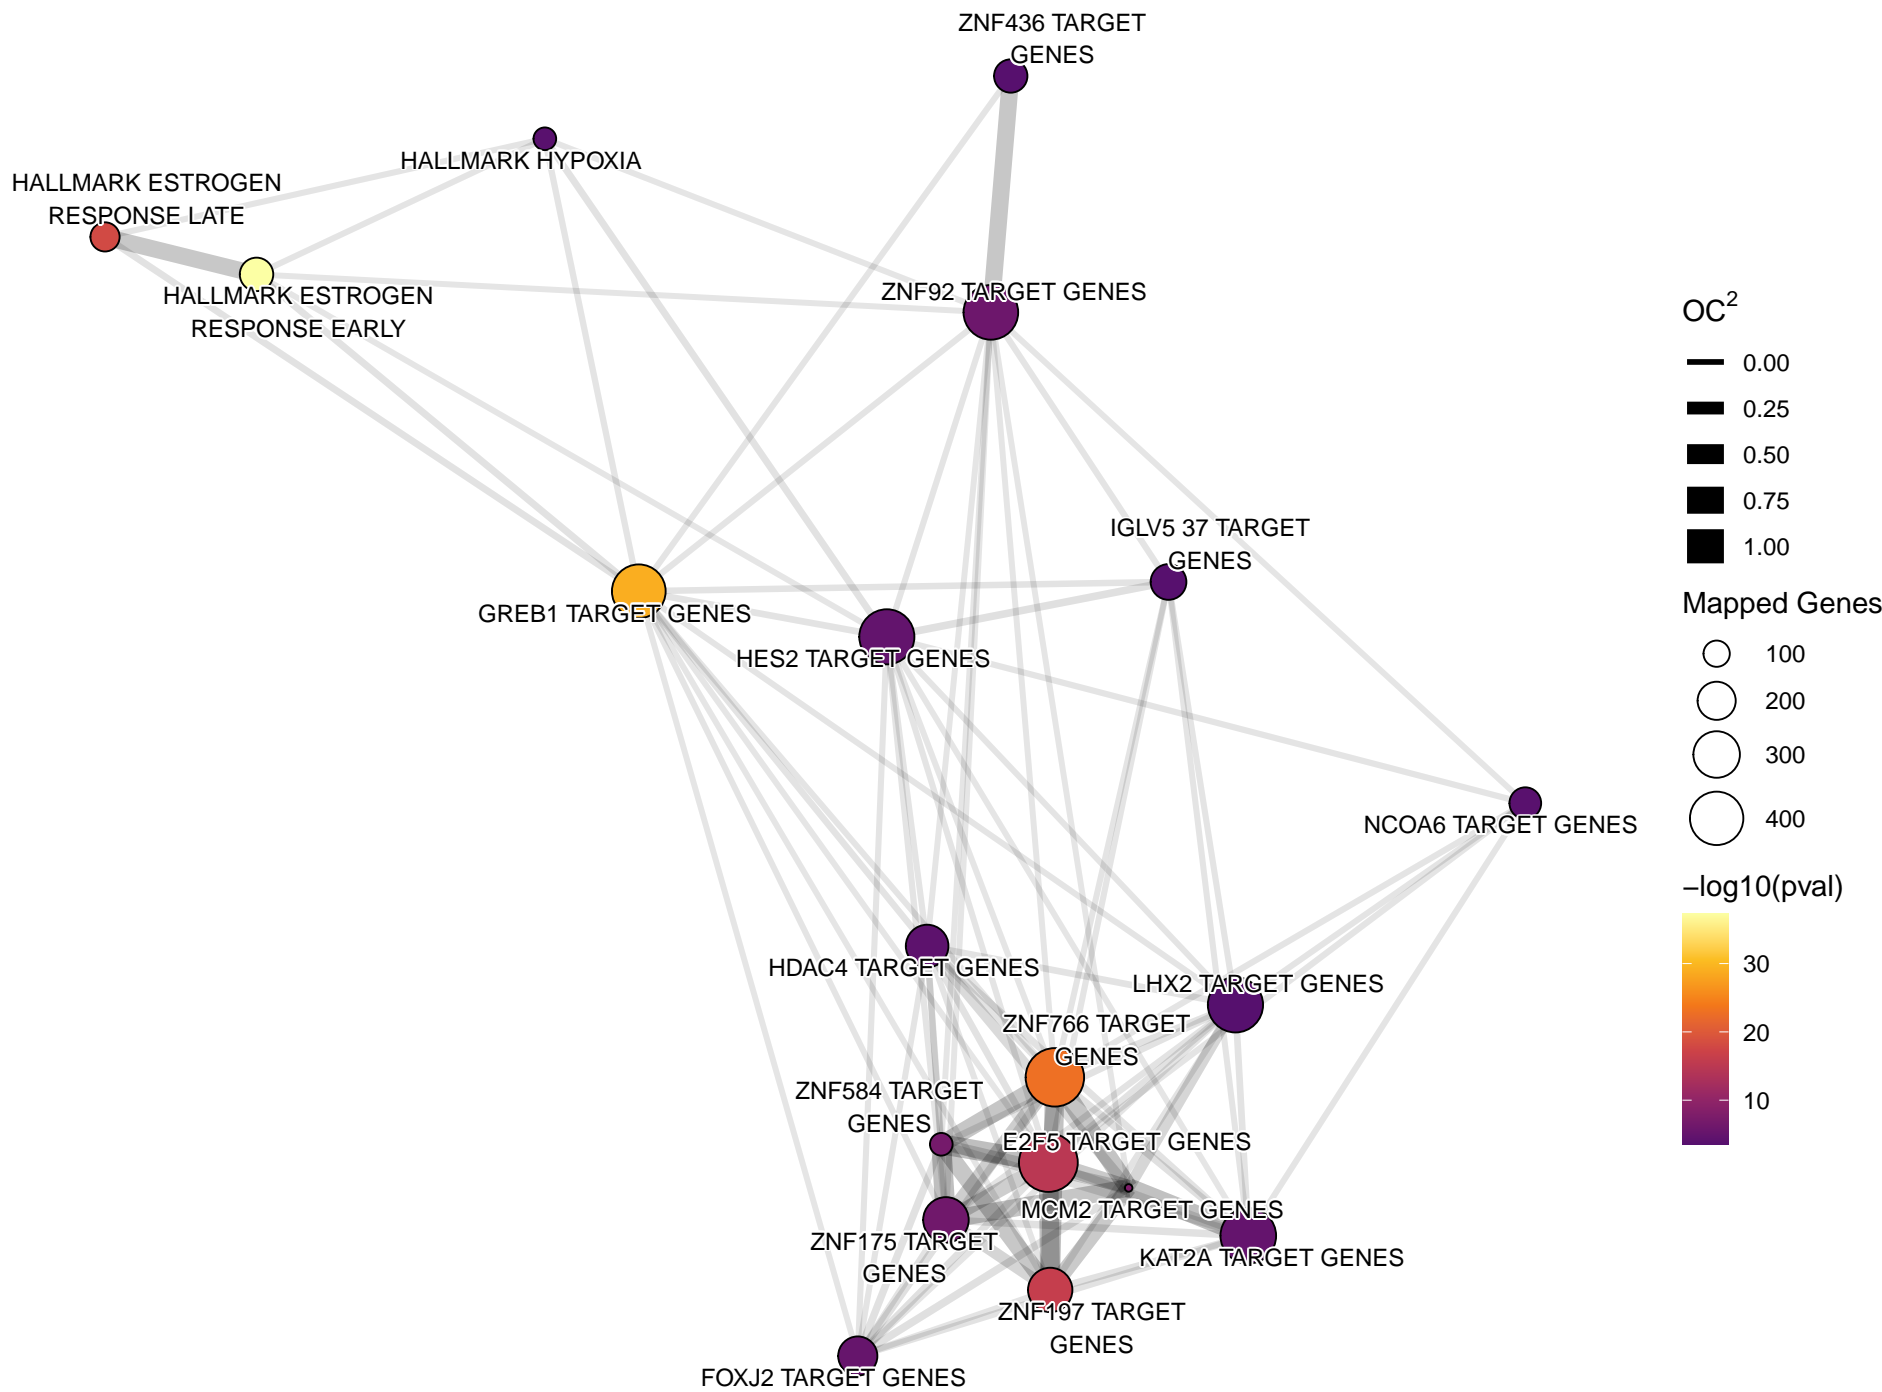 ZNF436 TARGET
GENES
HALLMARK HYPOXIA
HALLMARK ESTROGEN
RESPONSE LATE
HALLMARK ESTROGEN
RESPONSE EARLY
ZNF92 TARGET GENES
IGLV5 37 TARGET
GENES
GREB1 TARGET GENES
HES2 TARGET GENES
NCOA6 TARGET GENES
HDAC4 TARGET GENES
LHX2 TARGET GENES
ZNF766 TARGET
GENES
ZNF584 TARGET
GENES
E2F5 TARGET GENES
MCM2 TARGET GENES
ZNF175 TARGET
GENES
KAT2A TARGET GENES
ZNF197 TARGET
GENES
FOXJ2 TARGET GENES
OC²
0.00
0.25
0.50
0.75
1.00
Mapped Genes
100
200
300
400
−log10(pval)
30
20
10